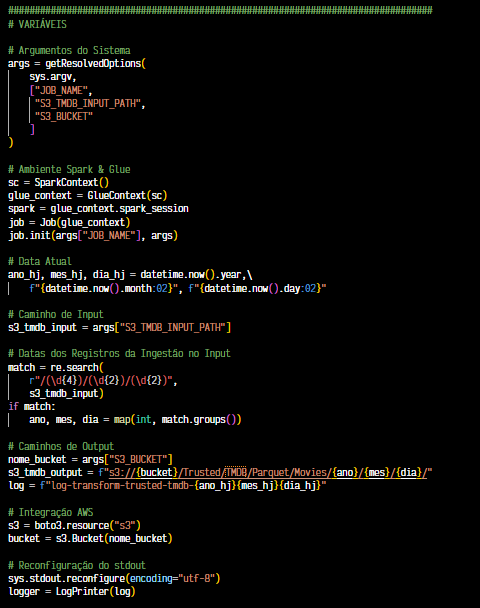 ################################################################################
# VARIÁVEIS
# Argumentos do Sistema
args = getResolvedOptions(
sys.argv,
["JOB_NAME",
"S3_TMDB_INPUT_PATH",
"S3_BUCKET"
]
)
# Ambiente Spark & Glue
sc = SparkContext()
glue_context = GlueContext(sc)
spark = glue_context.spark_session
job = Job(glue_context)
job.init(args["JOB_NAME"], args)
# Data Atual
ano_hj, mes_hj, dia_hj = datetime.now().year,\
f"{datetime.now().month:02}", f"{datetime.now().day:02}"
# Caminho de Input
s3_tmdb_input = args["S3_TMDB_INPUT_PATH"]
# Datas dos Registros da Ingestão no Input
match = re.search(
r"/(\d{4})/(\d{2})/(\d{2})",
s3_tmdb_input)
if match:
ano, mes, dia = map(int, match.groups())
# Caminhos de Output
nome_bucket = args["S3_BUCKET"]
s3_tmdb_output = f"s3://{bucket}/Trusted/TMDB/Parquet/Movies/{ano}/{mes}/{dia}/"
log = f"log-transform-trusted-tmdb-{ano_hj}{mes_hj}{dia_hj}"
# Integração AWS
s3 = boto3.resource("s3")
bucket = s3.Bucket(nome_bucket)
# Reconfiguração do stdout
sys.stdout.reconfigure(encoding="utf-8")
logger = LogPrinter(log)